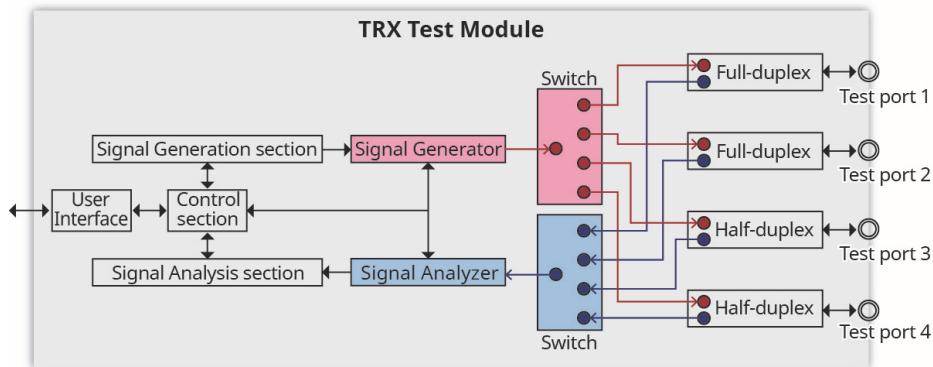 TRX Test Module
Switch
Full-duplex
Test port 1
Signal Generation section
Signal Generator
Full-duplex
Test port 2
User
Interface
Control
section
Half-duplex
Test port 3
Signal Analysis section
Signal Analyzer
Half-duplex
Test port 4
Switch